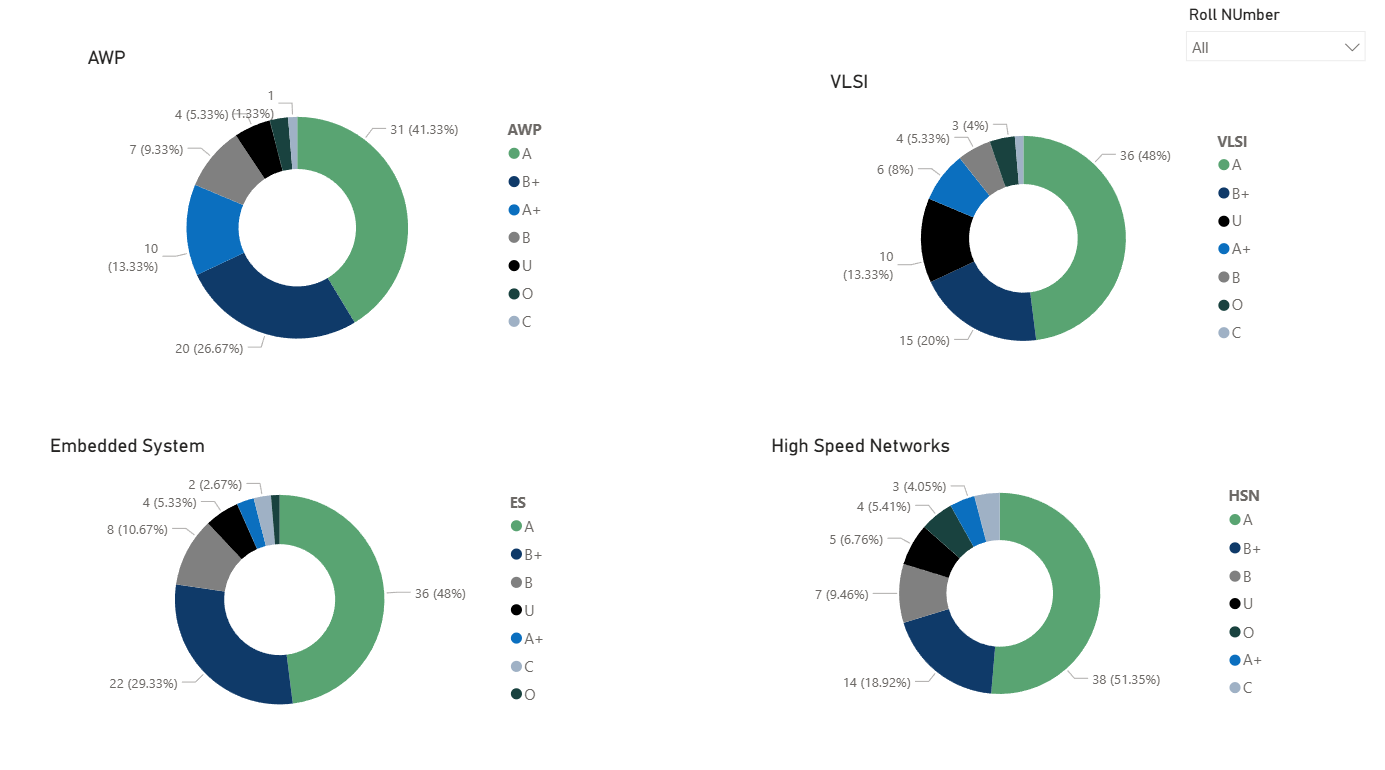 Roll NUmber
All
AWP
1
4 (5.33%) (1.33%)
31 (41.33%)
7 (9.33%)
10
(13.33%)
20 (26.67%)
AWP
A
B+
A+
B
U
O
C
VLSI
3 (4%)
4 (5.33%)
36 (48%)
6 (8%)
10
(13.33%)
15 (20%)
VLSI
A
B+
U
A+
B
O
C
Embedded System
2 (2.67%)
4 (5.33%)
8 (10.67%)
36 (48%)
22 (29.33%)
ES
A
B+
B
U
A+
C
O
High Speed Networks
3 (4.05%)
4 (5.41%)
5 (6.76%)
7 (9.46%)
14 (18.92%)
38 (51.35%)
HSN
A
B+
B
U
O
A+
C